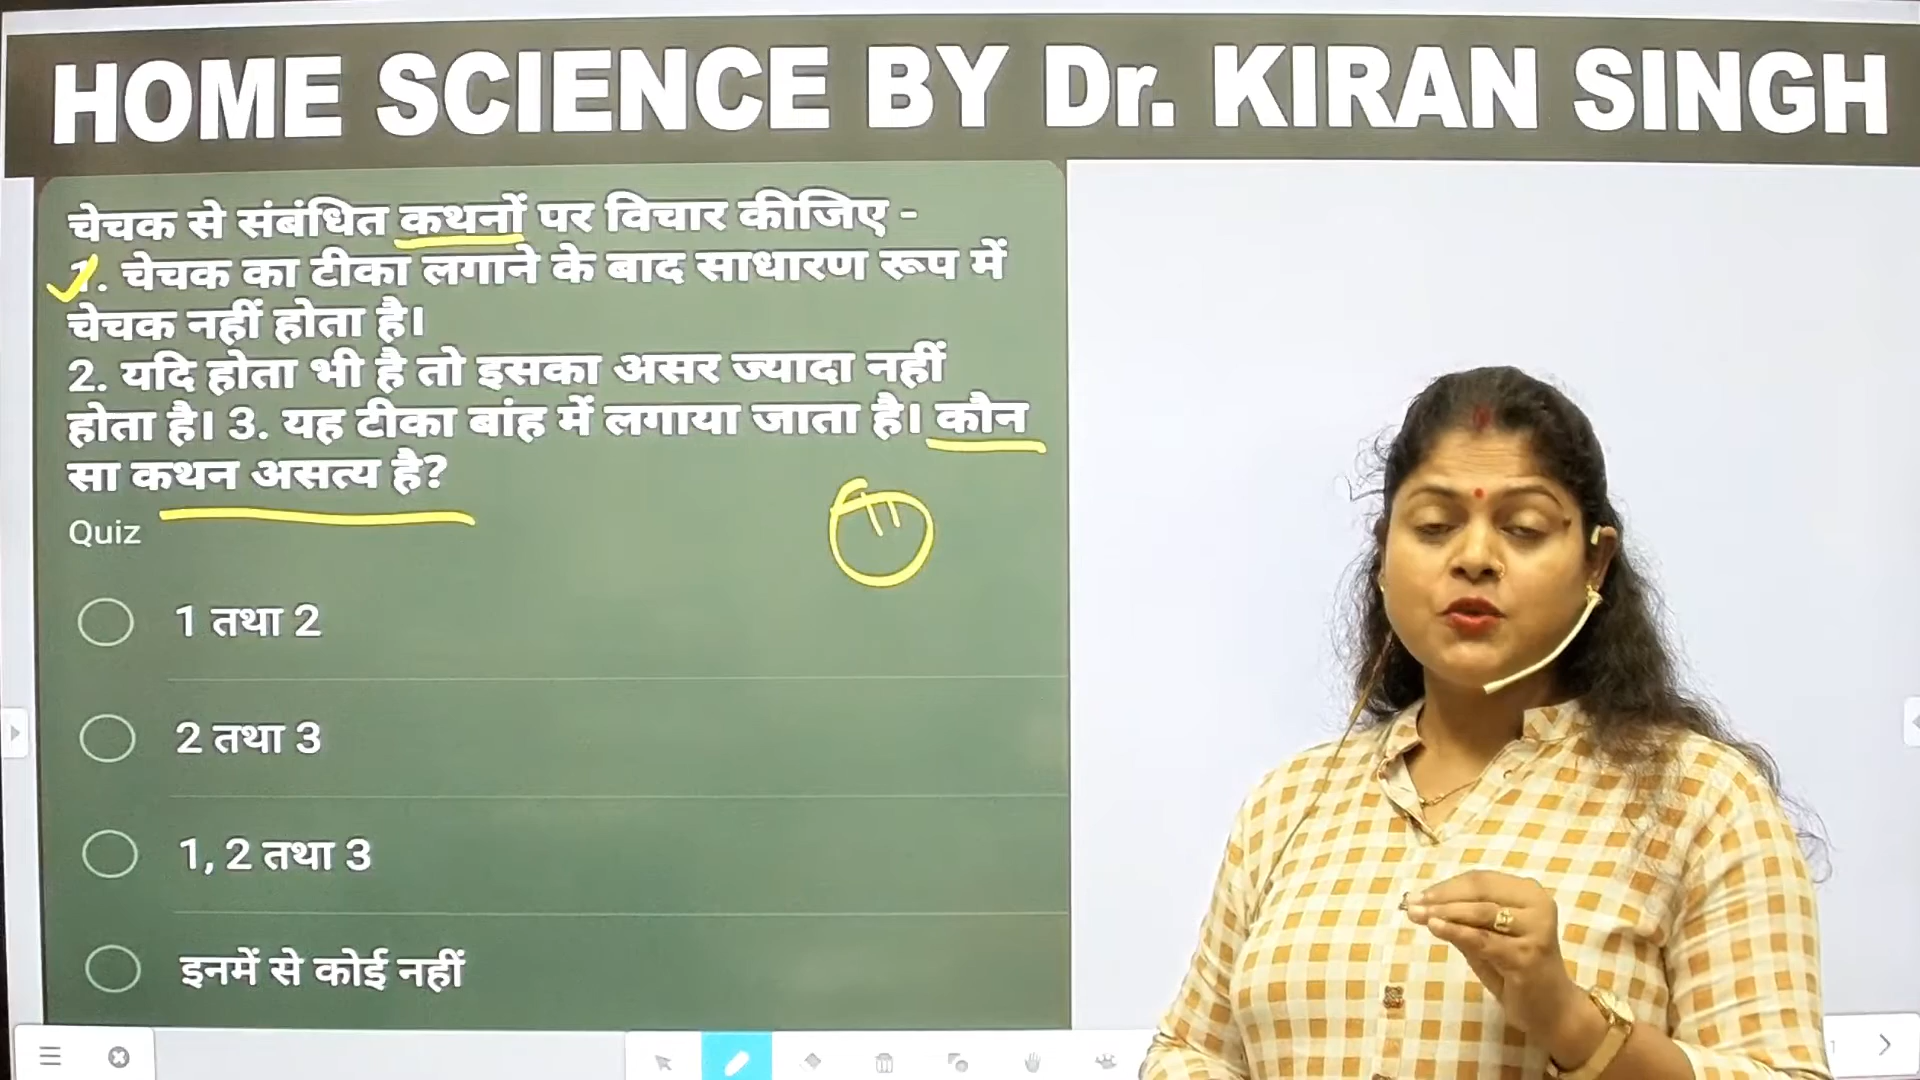 HOME SCIENCE BY Dr. KIRAN SINGH
चेचक से संबंधित कथनों पर विचार कीजिए -
1. चेचक का टीका लगाने के बाद साधारण रूप में
चेचक नहीं होता है।
2. यदि होता भी है तो इसका असर ज्यादा नहीं
होता है। 3. यह टीका बांह में लगाया जाता है। कौन
सा कथन असत्य है?
Quiz
1 तथा 2
2 तथा 3
1, 2 तथा 3
इनमें से कोई नहीं
1